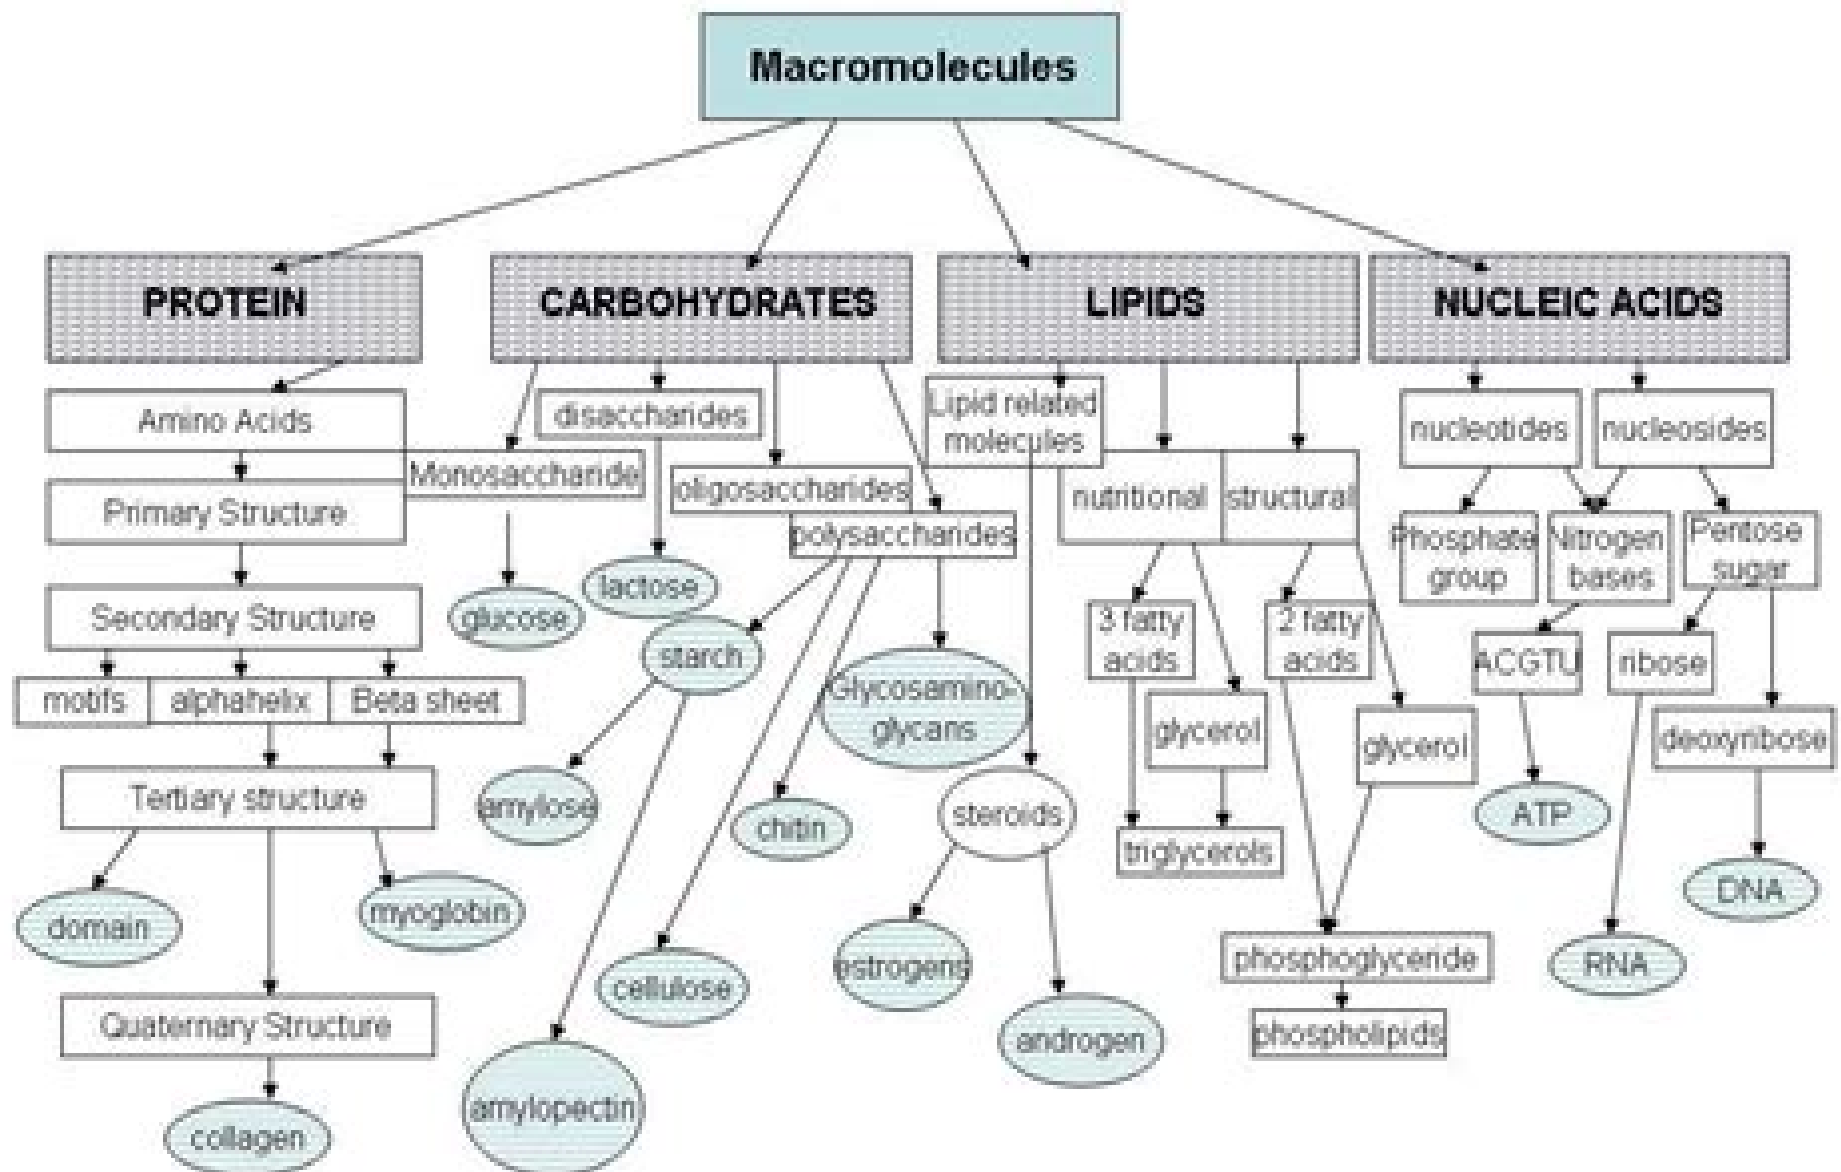 Macromolecules
PROTEIN
CARBOHYDRATES
LIPIDS
NUCLEIC ACIDS
Amino Acids
Primary Structure
Secondary Structure
motifs
alphahelix
Beta sheet
Tertiary structure
domain
myoglobin
Quaternary Structure
collagen
Monosaccharide
glucose
disaccharides
lactose
oligosaccharides
polysaccharides
starch
amylose
amylopectin
cellulose
chitin
Glycosamino-
glycans
Lipid related
molecules
steroids
estrogens
androgen
nutritional
3 fatty
acids
glycerol
triglycerols
structural
2 fatty
acids
glycerol
phosphoglyceride
phospholipids
nucleotides
nucleosides
Phosphate
group
Nitrogen
bases
Pentose
sugar
ACGTU
ATP
ribose
RNA
deoxyribose
DNA